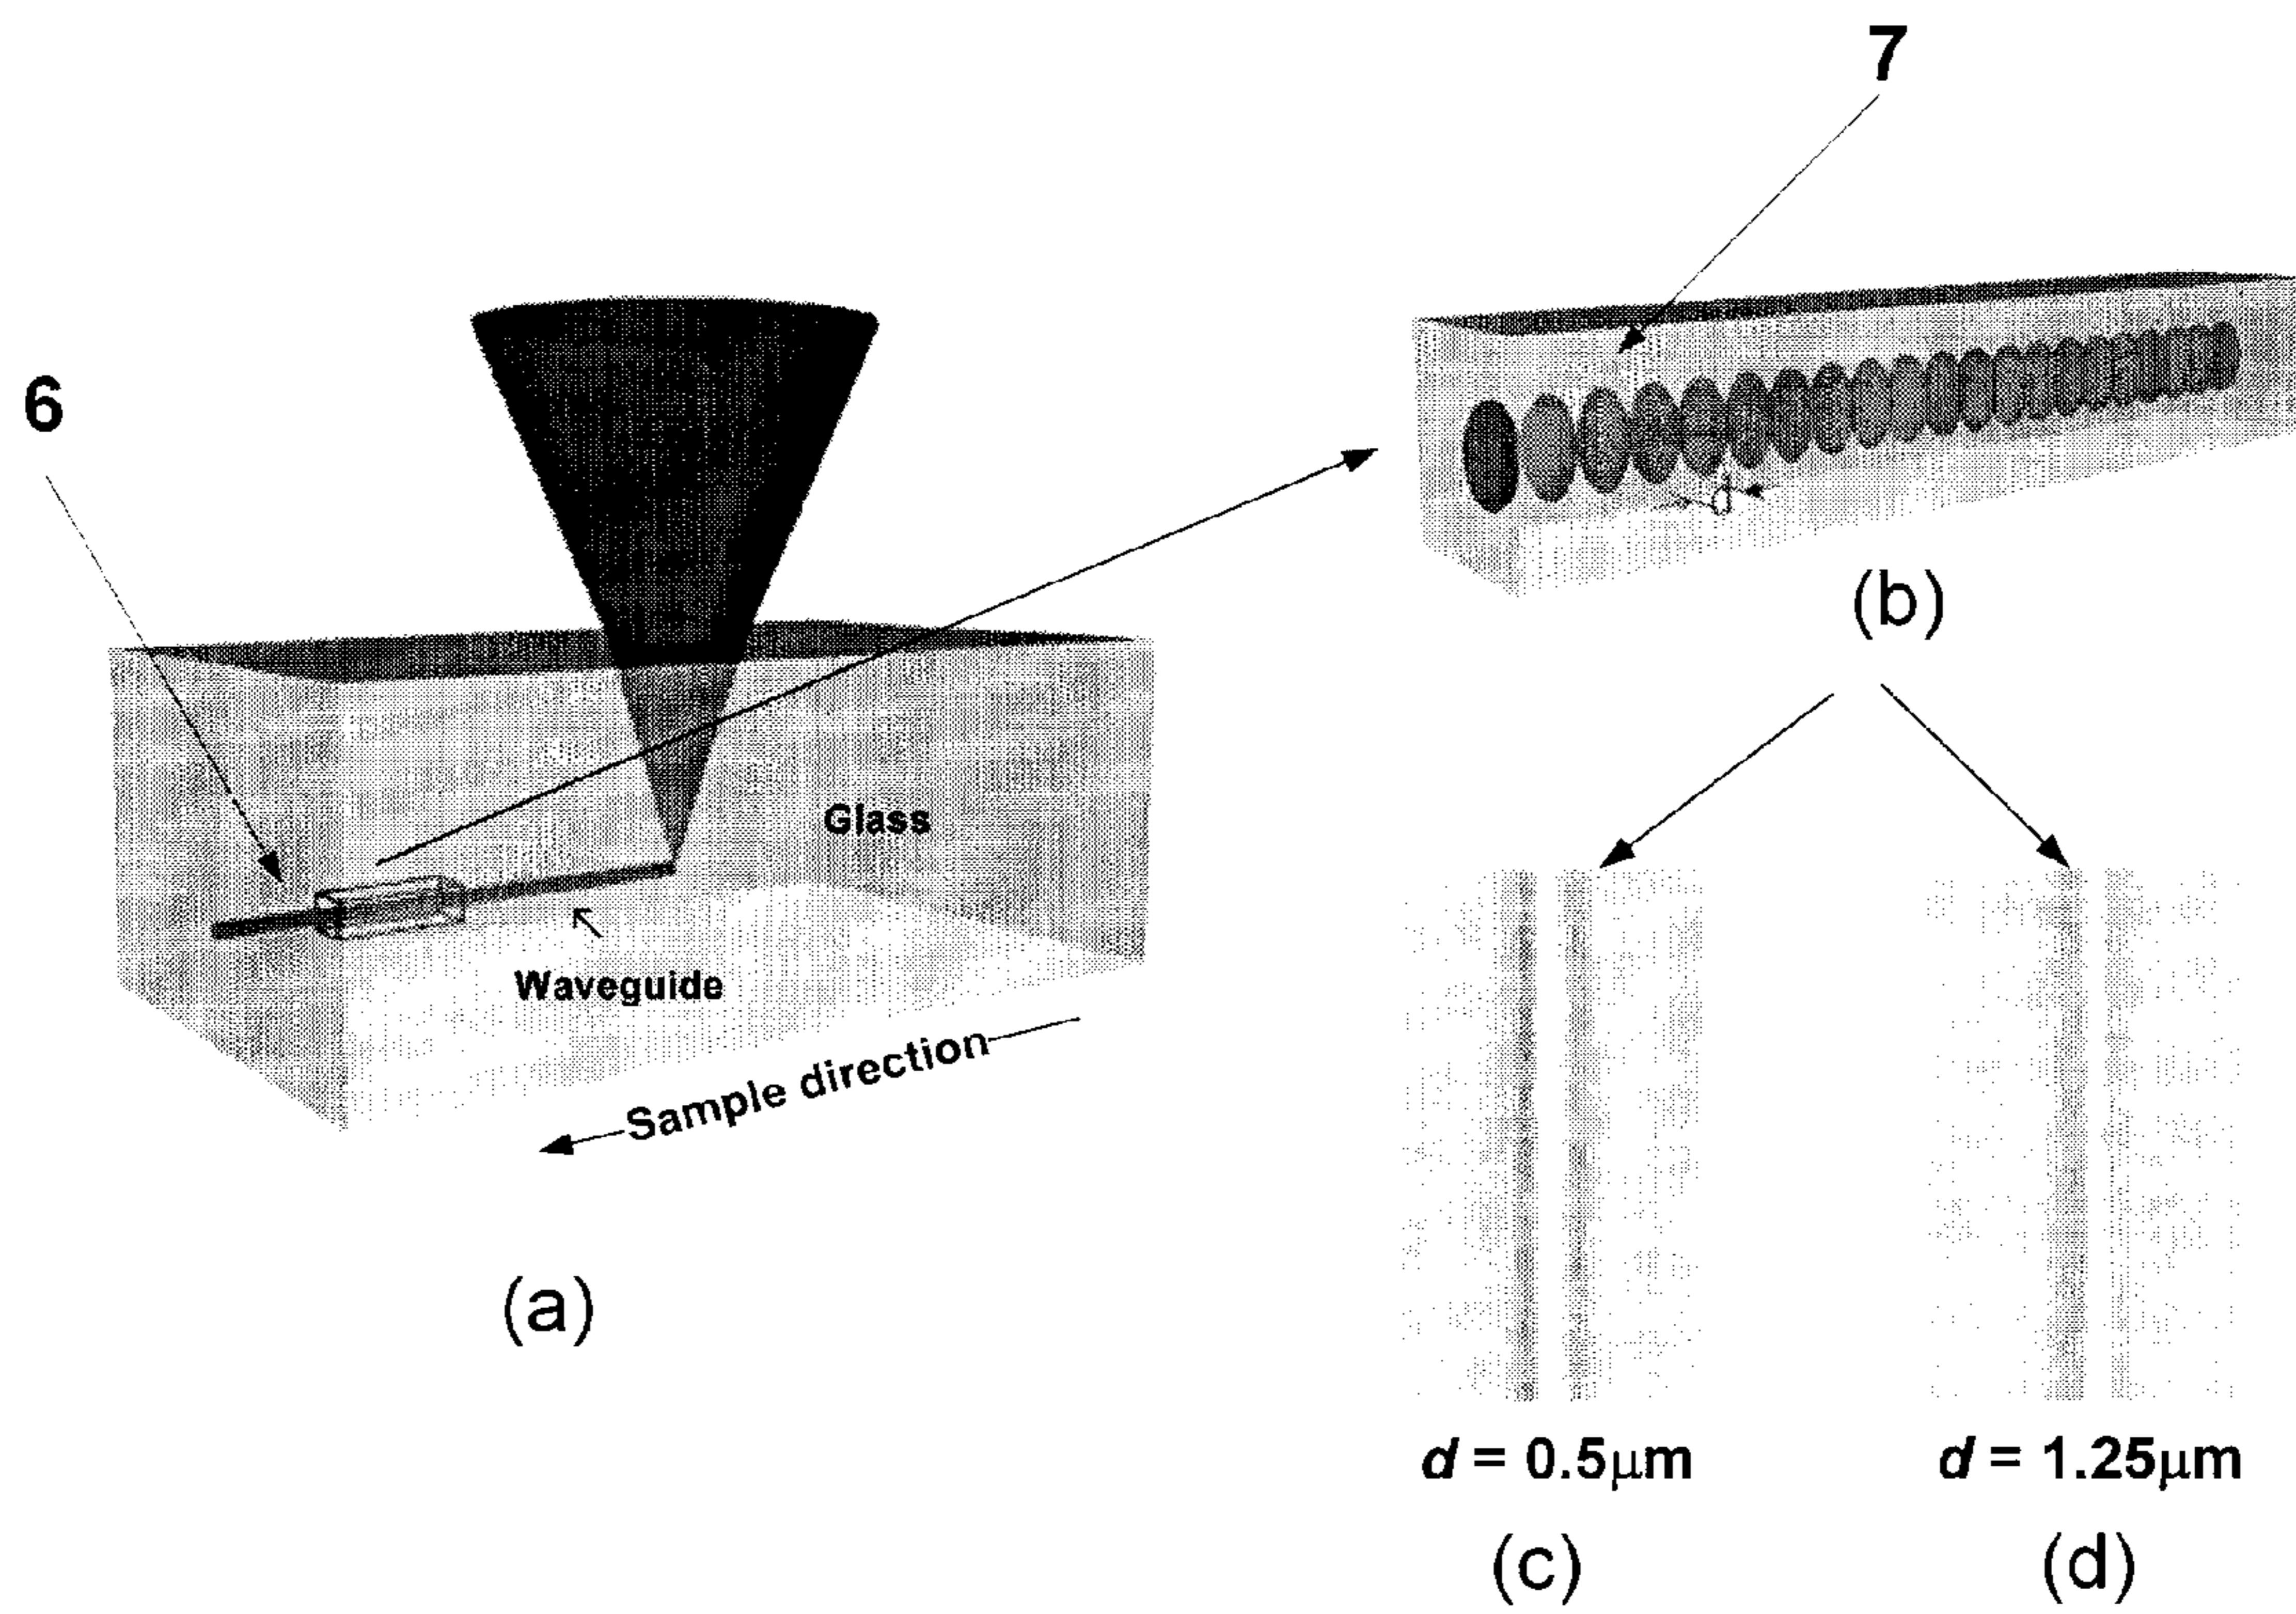 7
6
d
(b)
Glass
Waveguide
Sample direction
(a)
d = 0.5μm
d = 1.25μm
(c)
(d)